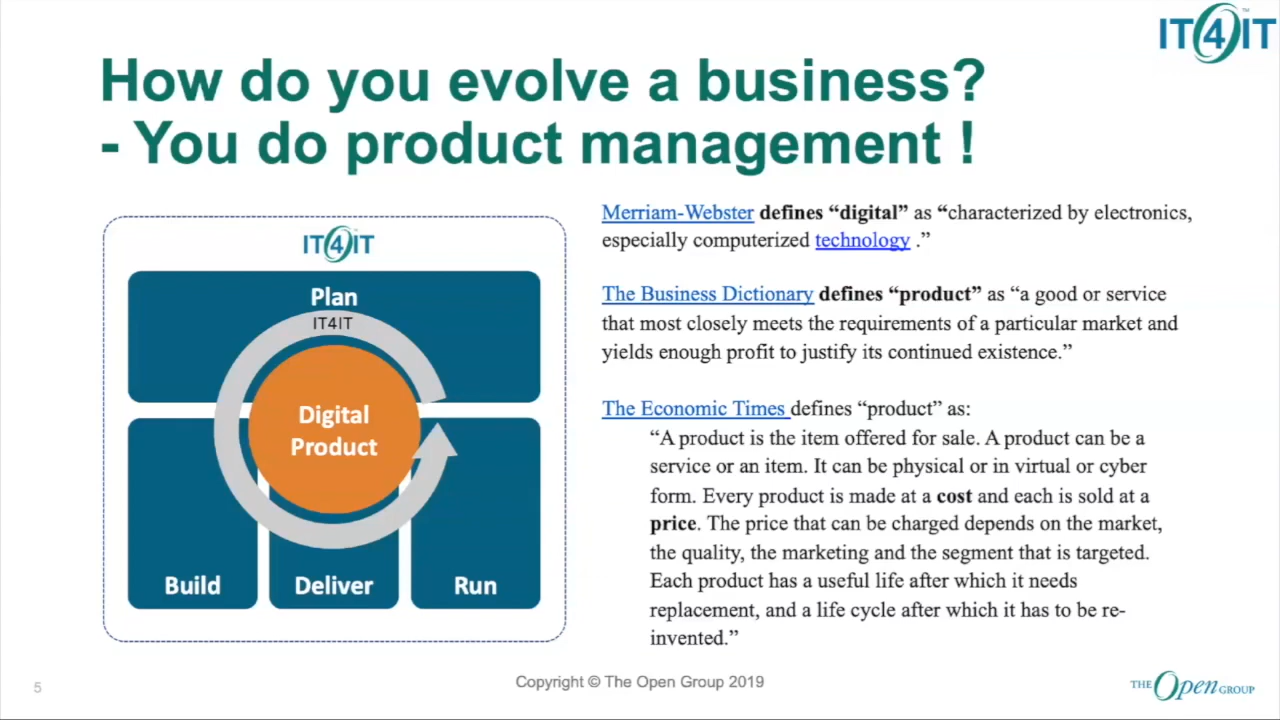 IT4IT™
How do you evolve a business?
- You do product management !
IT4IT
Plan
IT4IT
Digital
Product
Build
Deliver
Run
Merriam-Webster defines “digital” as “characterized by electronics,
especially computerized technology .”
The Business Dictionary defines “product” as “a good or service
that most closely meets the requirements of a particular market and
yields enough profit to justify its continued existence.”
The Economic Times defines “product” as:
“A product is the item offered for sale. A product can be a
service or an item. It can be physical or in virtual or cyber
form. Every product is made at a cost and each is sold at a
price. The price that can be charged depends on the market,
the quality, the marketing and the segment that is targeted.
Each product has a useful life after which it needs
replacement, and a life cycle after which it has to be re-
invented.”
5
Copyright © The Open Group 2019
THE Open GROUP